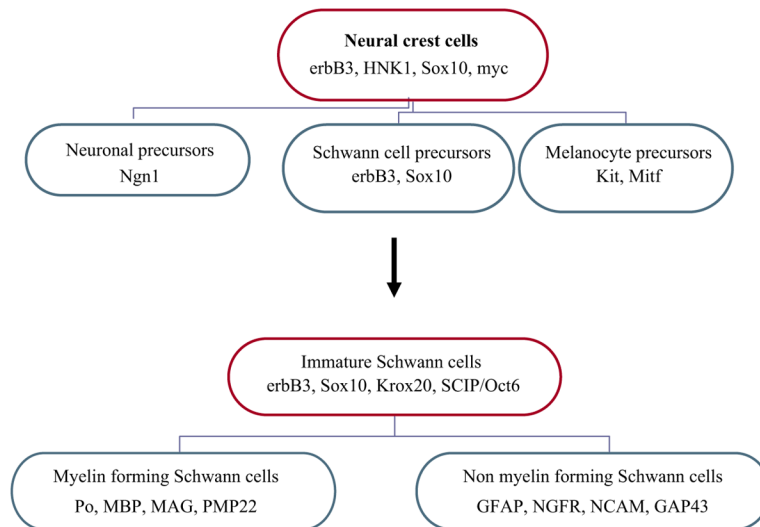 Neural crest cells
erbB3, HNK1, Sox10, myc
Neuronal precursors
Ngn1
Schwann cell precursors
erbB3, Sox10
Melanocyte precursors
Kit, Mitf
Immature Schwann cells
erbB3, Sox10, Krox20, SCIP/Oct6
Myelin forming Schwann cells
Po, MBP, MAG, PMP22
Non myelin forming Schwann cells
GFAP, NGFR, NCAM, GAP43